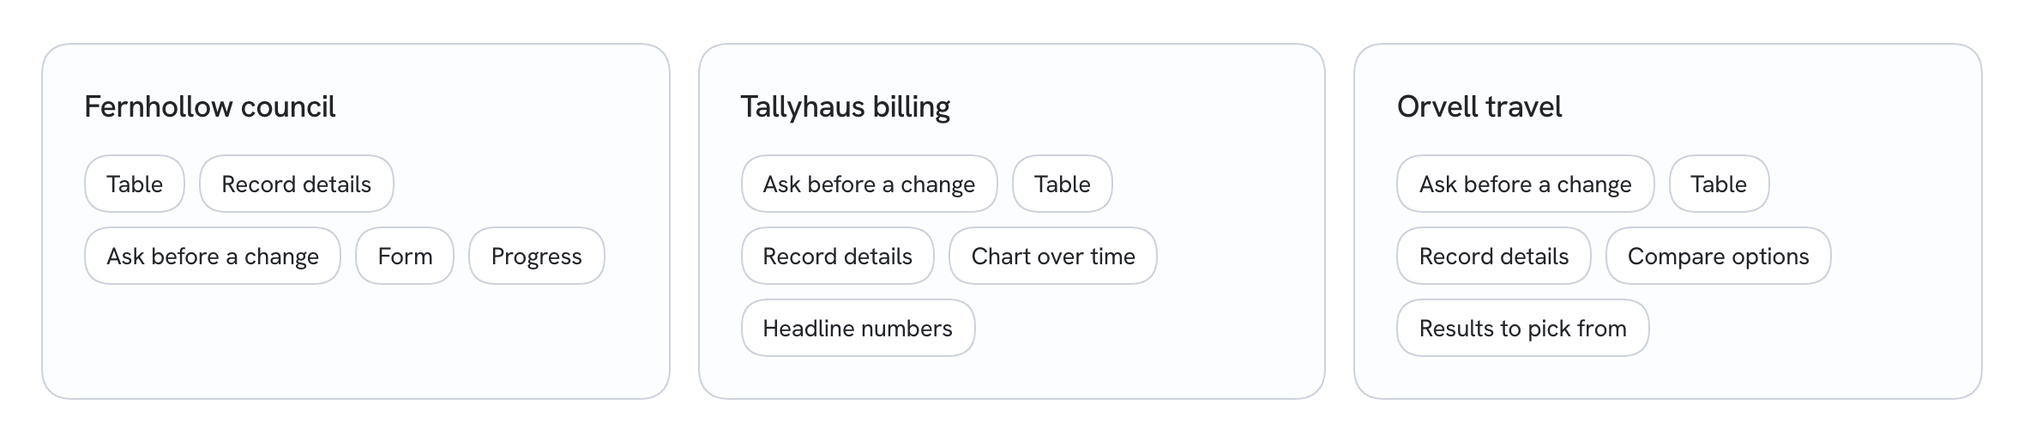 Fernhollow council
Table Record details
Ask before a change Form Progress
Tallyhaus billing
Ask before a change Table
Record details Chart over time
Headline numbers
Orvell travel
Ask before a change Table
Record details Compare options
Results to pick from